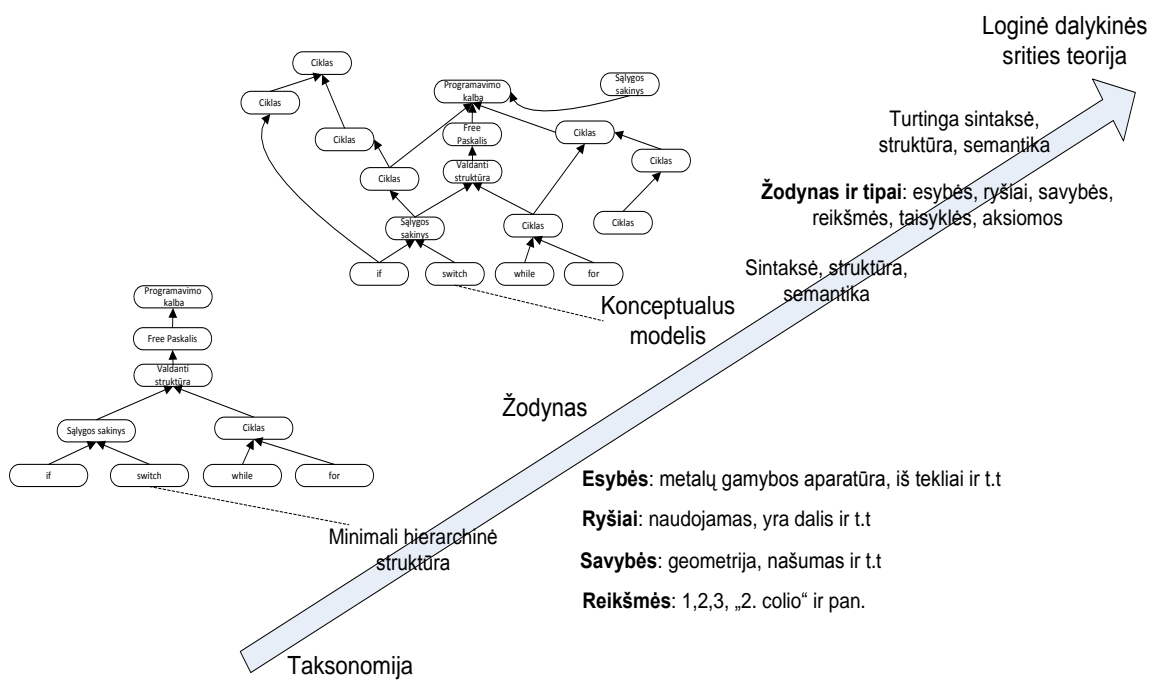 Loginė dalykinės
srities teorija
Turtinga sintaksė,
struktūra, semantika
Žodynas ir tipai: esybės, ryšiai, savybės,
reikšmės, taisyklės, aksiomos
Sintaksė, struktūra,
semantika
Konceptualus
modelis
Ciklas
Ciklas
Ciklas
Ciklas
Programavimo
kalba
Sąlygos
sakinys
Free
Paskalis
Valdanti
struktūra
Ciklas
Ciklas
Ciklas
Sąlygos
sakinys
Ciklas
if
switch
while
for
Programavimo
kalba
Free Paskalis
Valdanti
struktūra
Sąlygos sakinys
Ciklas
if
switch
while
for
Žodynas
Esybės: metalų gamybos aparatūra, iš tekliai ir t.t
Ryšiai: naudojamas, yra dalis ir t.t
Savybės: geometrija, našumas ir t.t
Reikšmės: 1,2,3, „2. colio“ ir pan.
Minimali hierarchinė
struktūra
Taksonomija